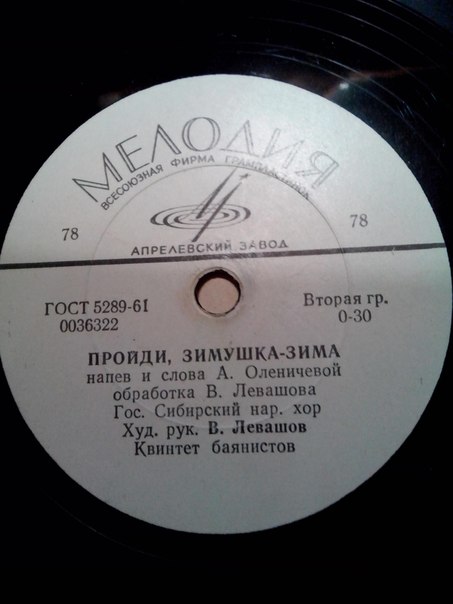 МЕЛОДИЯ
ВСЕСОЮЗНАЯ ФИРМА ГРАМПЛАСТИНОК
78
78
АПРЕЛЕВСКИЙ ЗАВОД
ГОСТ 5289-61
0036322
Вторая гр.
0-30
ПРОЙДИ, ЗИМУШКА-ЗИМА
напев и слова А. Оленичевой
обработка В. Левашова
Гос. Сибирский нар. хор
Худ. рук. В. Левашов
Квинтет баянистов